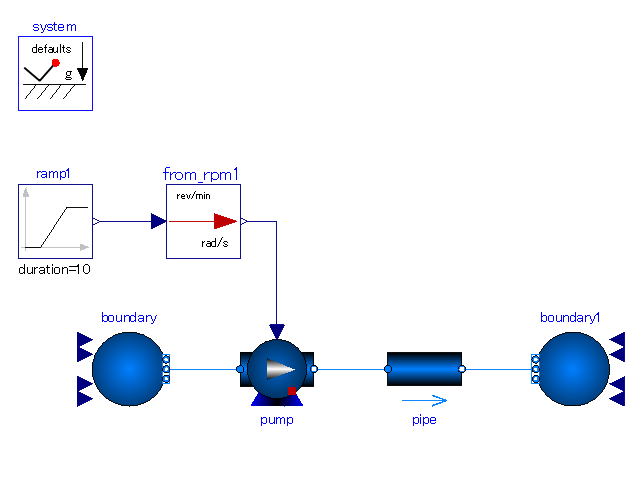 system
defaults
g
ramp1
from_rpm1
rev/min
rad/s
duration=10
boundary
boundary1
pump
pipe